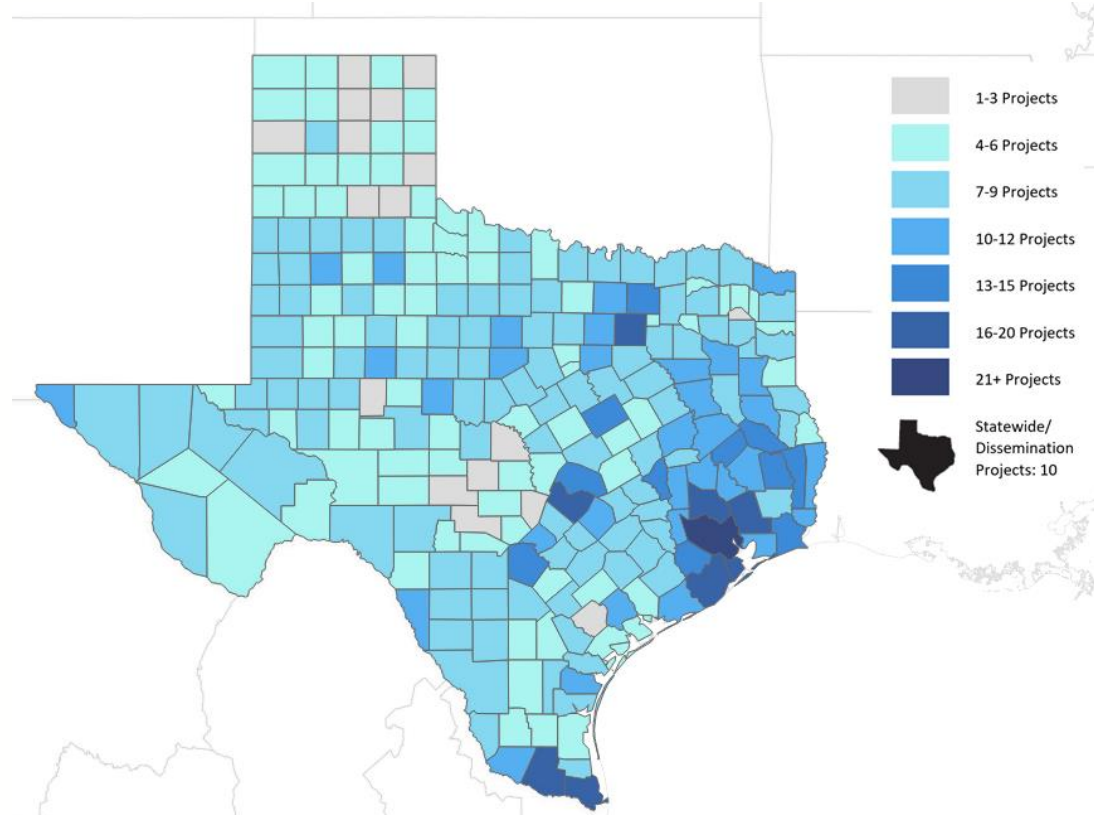 1-3 Projects
4-6 Projects
7-9 Projects
10-12 Projects
13-15 Projects
16-20 Projects
21+ Projects
Statewide/
Dissemination
Projects: 10